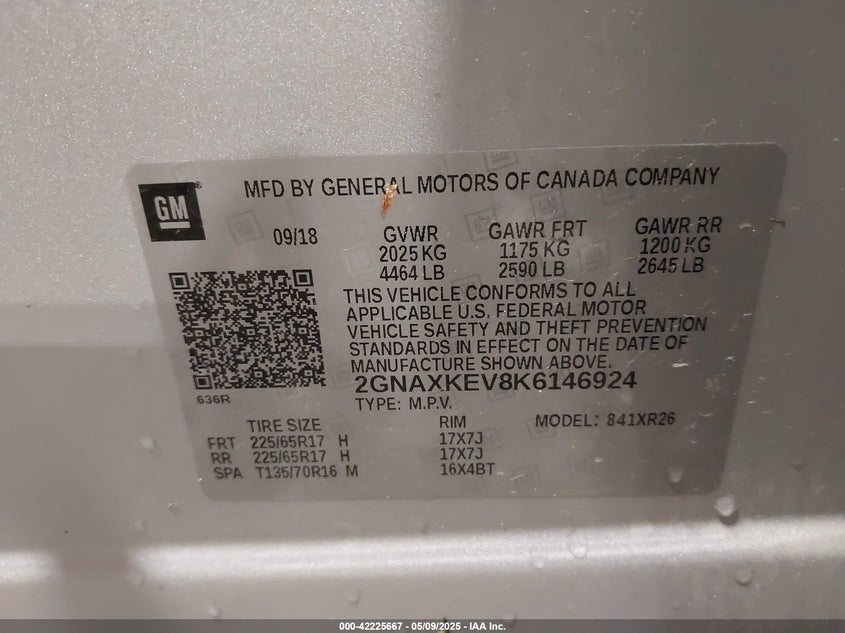 GM
MFD BY GENERAL MOTORS OF CANADA COMPANY
09/18 GVWR GAWR FRT GAWR RR
2025 KG 1175 KG 1200 KG
4464 LB 2590 LB 2645 LB
THIS VEHICLE CONFORMS TO ALL
APPLICABLE U.S. FEDERAL MOTOR
VEHICLE SAFETY AND THEFT PREVENTION
STANDARDS IN EFFECT ON THE DATE OF
MANUFACTURE SHOWN ABOVE.
2GNAXKEV8K6146924
636R
TYPE: M.P.V.
TIRE SIZE RIM MODEL: 841XR26
FRT 225/65R17 H 17X7J
RR 225/65R17 H 17X7J
SPA T135/70R16 M 16X4BT
000-42225667 - 05/09/2025 - IAA Inc.